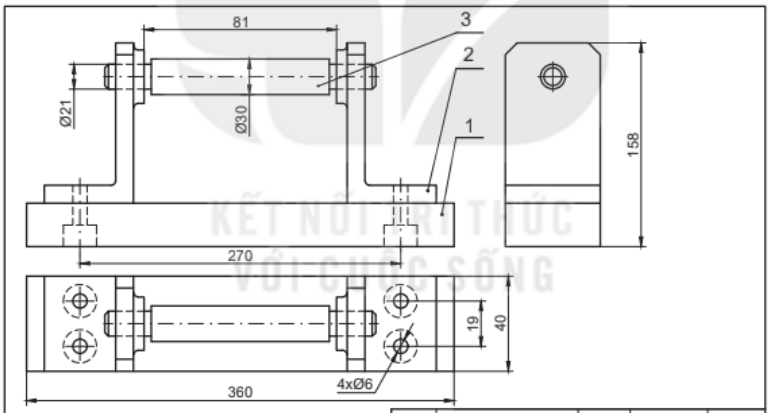 81
3
2
1
Ø21
Ø30
158
KẾT NỐI TRI THỨC
VỚI CUỘC SỐNG
270
19
40
4xØ6
360